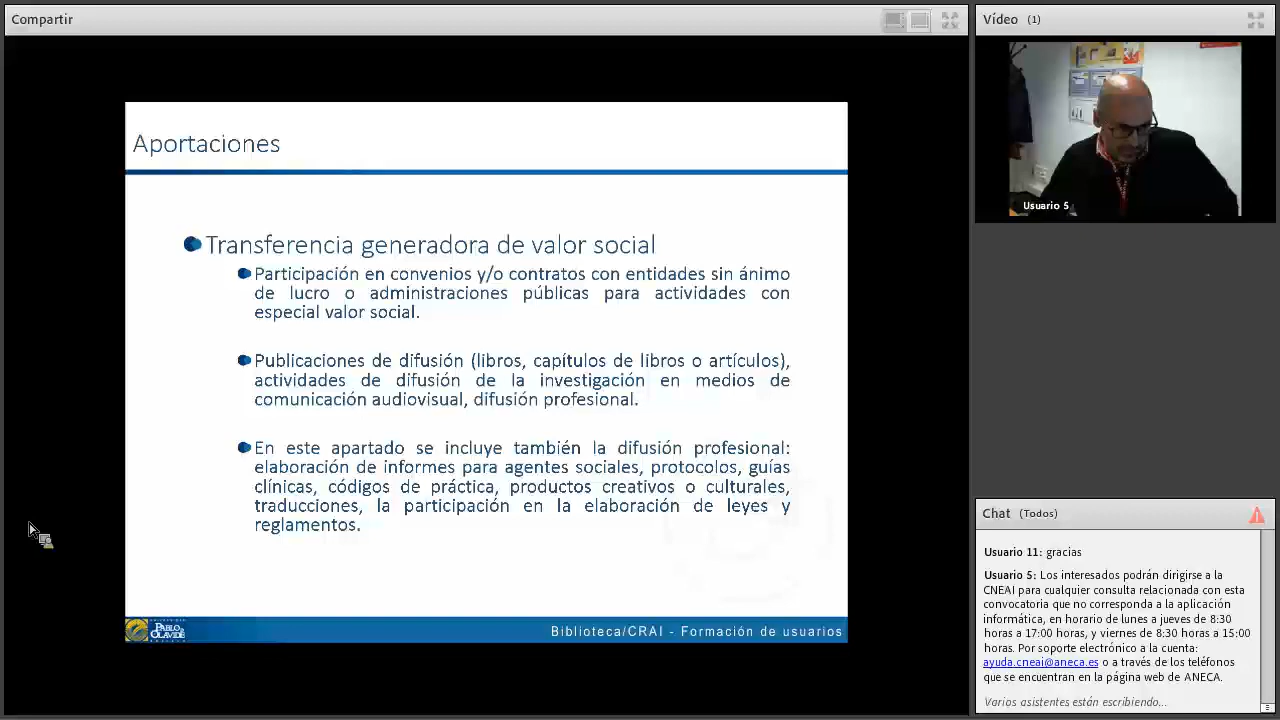 Compartir
Aportaciones
Transferencia generadora de valor social
Participación en convenios y/o contratos con entidades sin ánimo
de lucro o administraciones públicas para actividades con
especial valor social.
Publicaciones de difusión (libros, capítulos de libros o artículos),
actividades de difusión de la investigación en medios de
comunicación audiovisual, difusión profesional.
En este apartado se incluye también la difusión profesional:
elaboración de informes para agentes sociales, protocolos, guías
clínicas, códigos de práctica, productos creativos o culturales,
traducciones, la participación en la elaboración de leyes y
reglamentos.
PABLO
OLAVIDE
Biblioteca/CRAI - Formación de usuarios
Vídeo (1)
Usuario 5
Chat (Todos)
Usuario 11: gracias
Usuario 5: Los interesados podrán dirigirse a la
CNEAI para cualquier consulta relacionada con esta
convocatoria que no corresponda a la aplicación
informática, en horario de lunes a jueves de 8:30
horas a 17:00 horas, y viernes de 8:30 horas a 15:00
horas. Por soporte electrónico a la cuenta:
ayuda.cneai@aneca.es o a través de los teléfonos
que se encuentran en la página web de ANECA.
Varios asistentes están escribiendo...